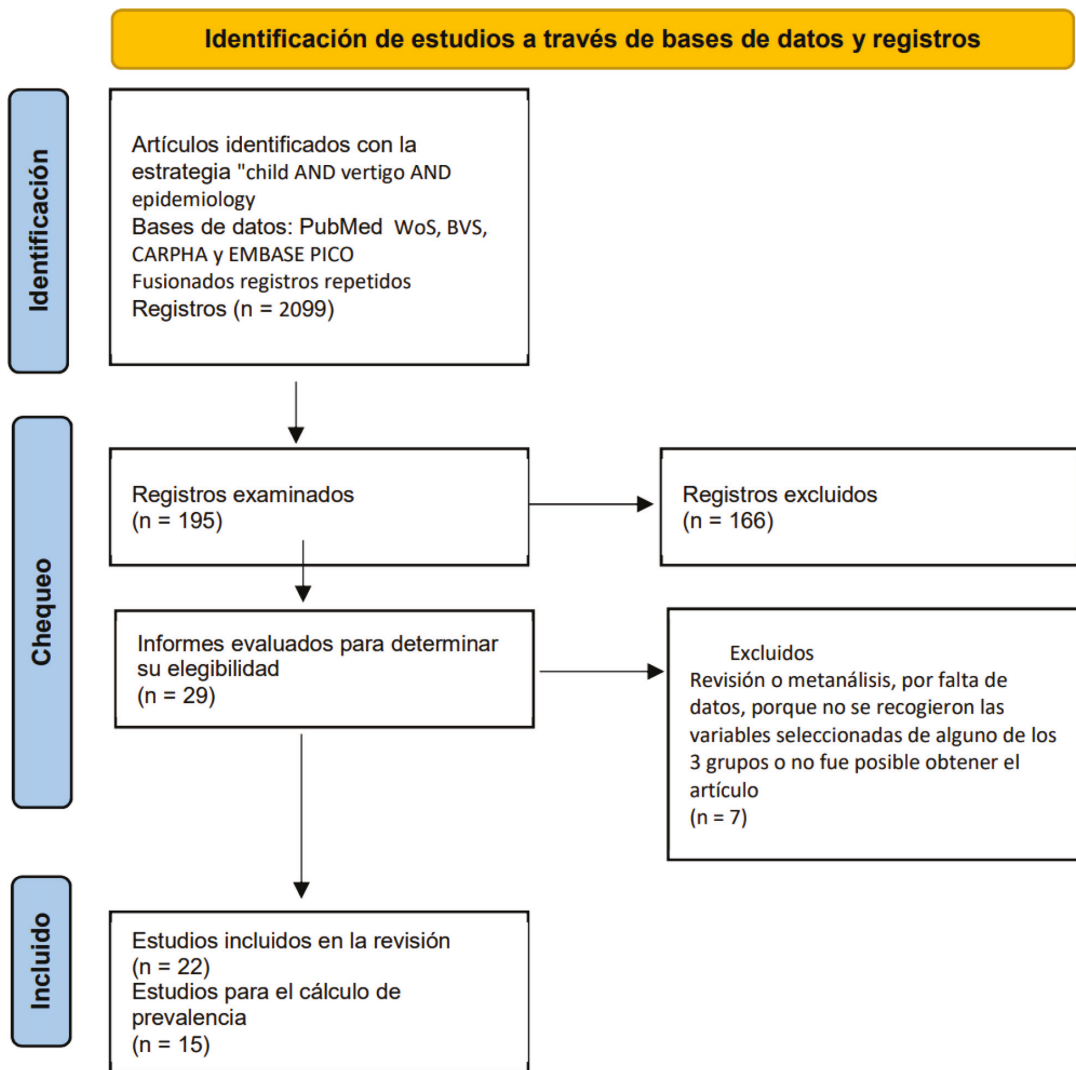 Identificación de estudios a través de bases de datos y registros
Identificación
Artículos identificados con la
estrategia "child AND vertigo AND
epidemiology
Bases de datos: PubMed WoS, BVS,
CARPHA y EMBASE PICO
Fusionados registros repetidos
Registros (n = 2099)
Chequeo
Registros examinados
(n = 195)
Registros excluidos
(n = 166)
Informes evaluados para determinar
su elegibilidad
(n = 29)
Excluidos
Revisión o metanálisis, por falta de
datos, porque no se recogieron las
variables seleccionadas de alguno de los
3 grupos o no fue posible obtener el
artículo
(n = 7)
Incluido
Estudios incluidos en la revisión
(n = 22)
Estudios para el cálculo de
prevalencia
(n = 15)